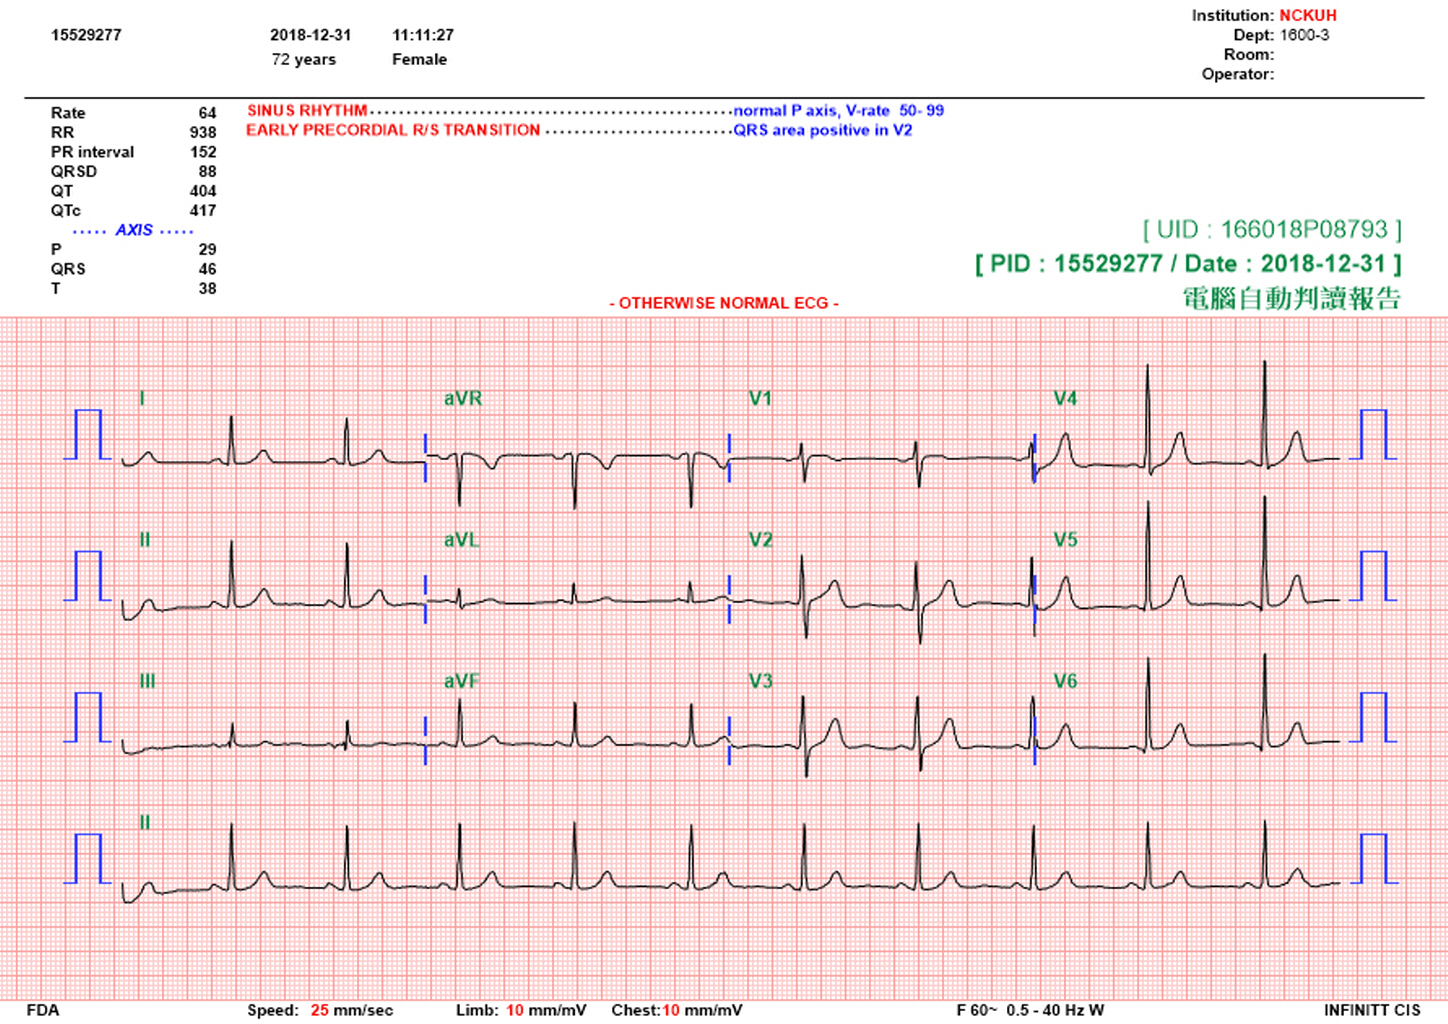 Institution: NCKUH
15529277 2018-12-31 11:11:27 Dept: 1600-3
Room:
72 years Female
Operator:
Rate 64 SINUS RHYTHM normal P axis, V-rate 50- 99
RR 938 EARLY PRECORDIAL R/S TRANSITION QRS area positive in V2
PR interval 152
QRSD 88
QT 404
QTc 417
AXIS
P 29
QRS 46
T 38
[ UID : 166018P08793 ]
[ PID : 15529277 / Date : 2018-12-31 ]
電腦自動判讀報告
- OTHERWISE NORMAL ECG -
I aVR V1 V4
II aVL V2 V5
III aVF V3 V6
II
FDA Speed: 25 mm/sec Limb: 10 mm/mV Chest:10 mm/mV F 60~ 0.5 - 40 Hz W INFINITT CIS